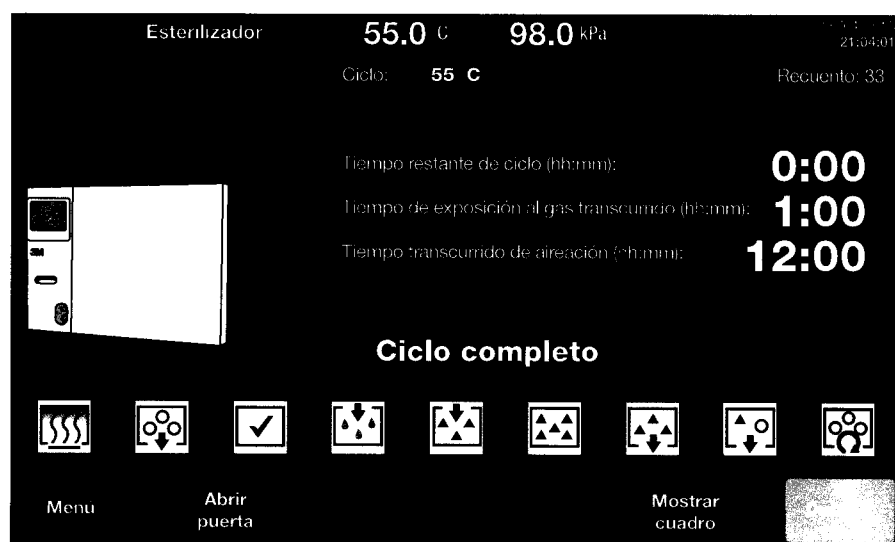 Esterilizador 55.0 C 98.0 kPa
21:04:01
Ciclo: 55 C Recuento: 33
Tiempo restante de ciclo (hh:mm): 0:00
Tiempo de exposición al gas transcurrido (hh:mm): 1:00
Tiempo transcurrido de aireación (hh:mm): 12:00
3M
Ciclo completo
Menú Abrir Mostrar
puerta cuadro